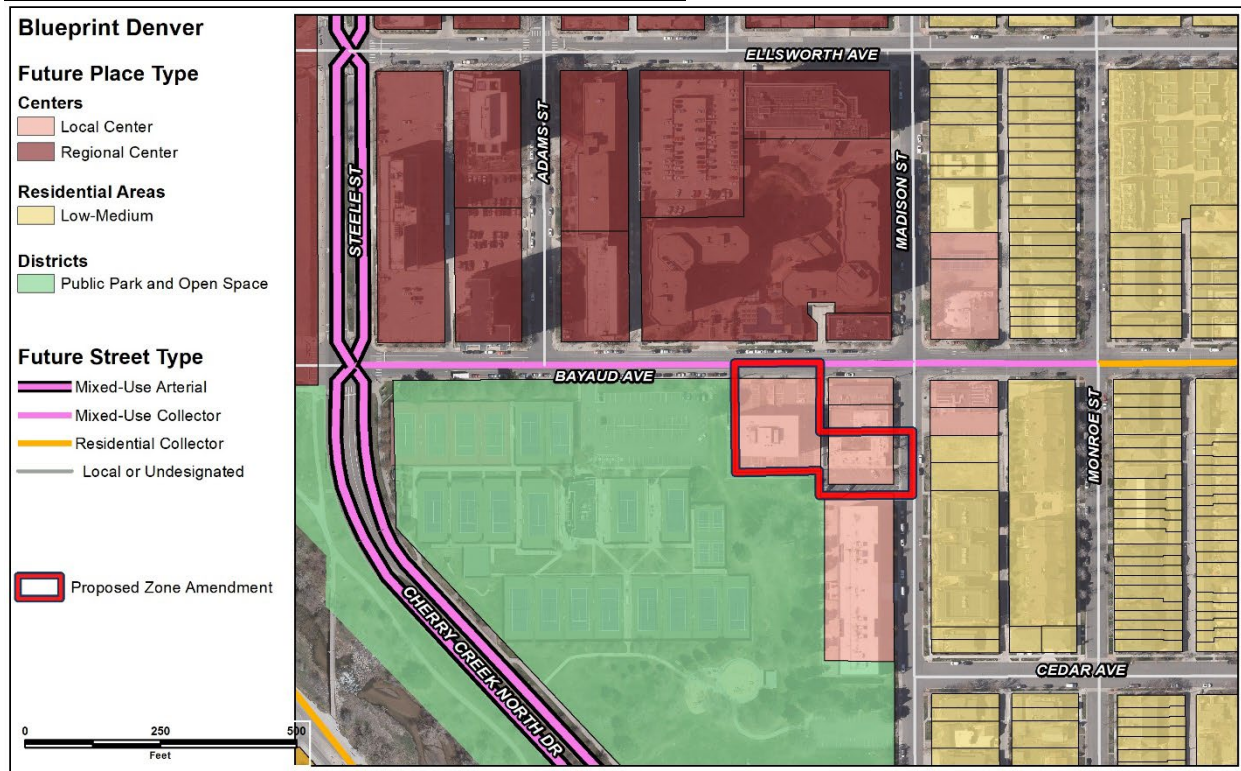 Blueprint Denver
Future Place Type
Centers
Local Center
Regional Center
Residential Areas
Low-Medium
Districts
Public Park and Open Space
Future Street Type
Mixed-Use Arterial
Mixed-Use Collector
Residential Collector
Local or Undesignated
Proposed Zone Amendment
0 250 500
Feet
ELLSWORTH AVE
STEELE ST
ADAMS ST
MADISON ST
BAYAUD AVE
MONROE ST
CHERRY CREEK NORTH DR
CEDAR AVE